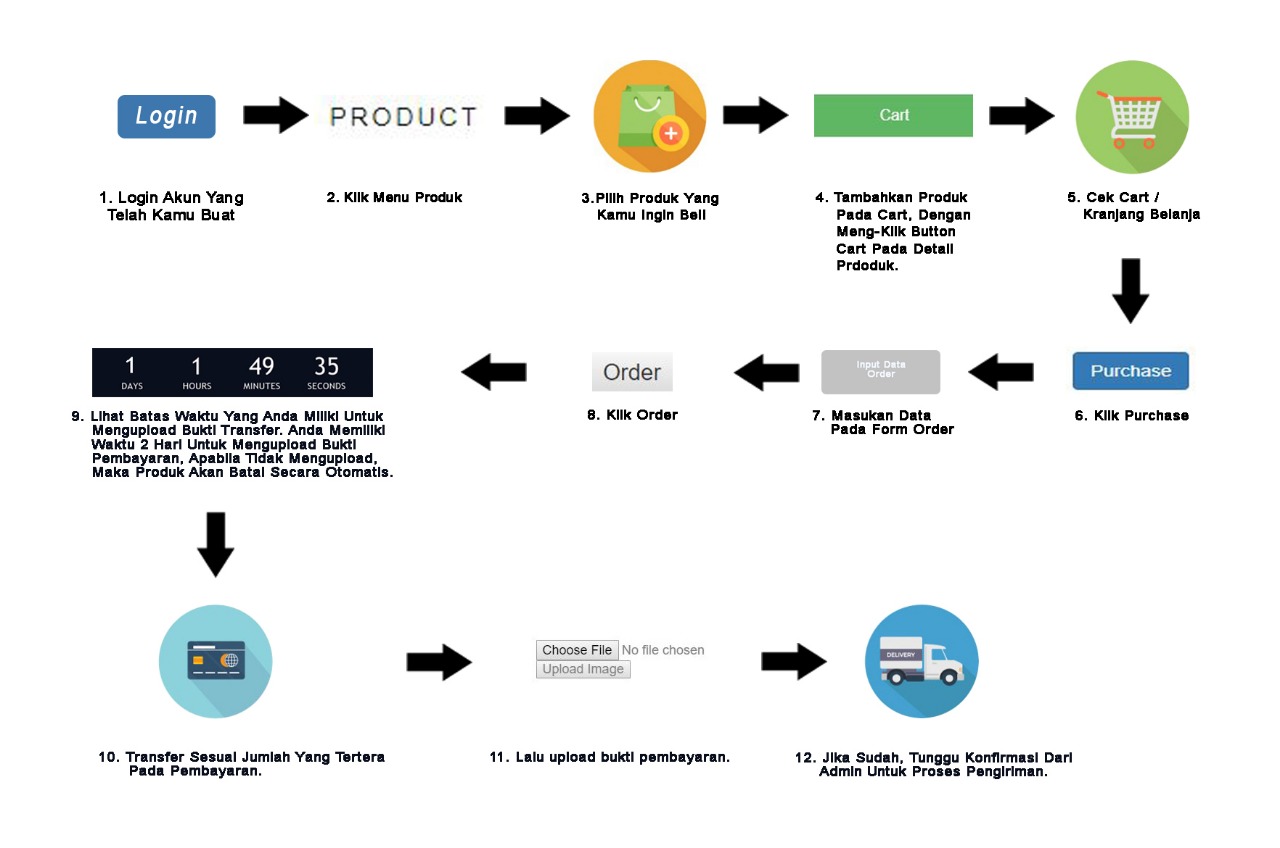 Login
PRODUCT
Cart
1. Login Akun Yang
Telah Kamu Buat
2. Klik Menu Produk
3.Pilih Produk Yang
Kamu Ingin Beli
4. Tambahkan Produk
Pada Cart, Dengan
Meng-Klik Button
Cart Pada Detail
Prdoduk.
5. Cek Cart /
Kranjang Belanja
Purchase
6. Klik Purchase
Input Data
Order
7. Masukan Data
Pada Form Order
Order
8. Klik Order
1 1 49 35
DAYS HOURS MINUTES SECONDS
9. Lihat Batas Waktu Yang Anda Miliki Untuk
Mengupload Bukti Transfer. Anda Memiliki
Waktu 2 Hari Untuk Mengupload Bukti
Pembayaran, Apabila Tidak Mengupload,
Maka Produk Akan Batal Secara Otomatis.
10. Transfer Sesuai Jumlah Yang Tertera
Pada Pembayaran.
Choose File No file chosen
Upload Image
11. Lalu upload bukti pembayaran.
DELIVERY
12. Jika Sudah, Tunggu Konfirmasi Dari
Admin Untuk Proses Pengiriman.